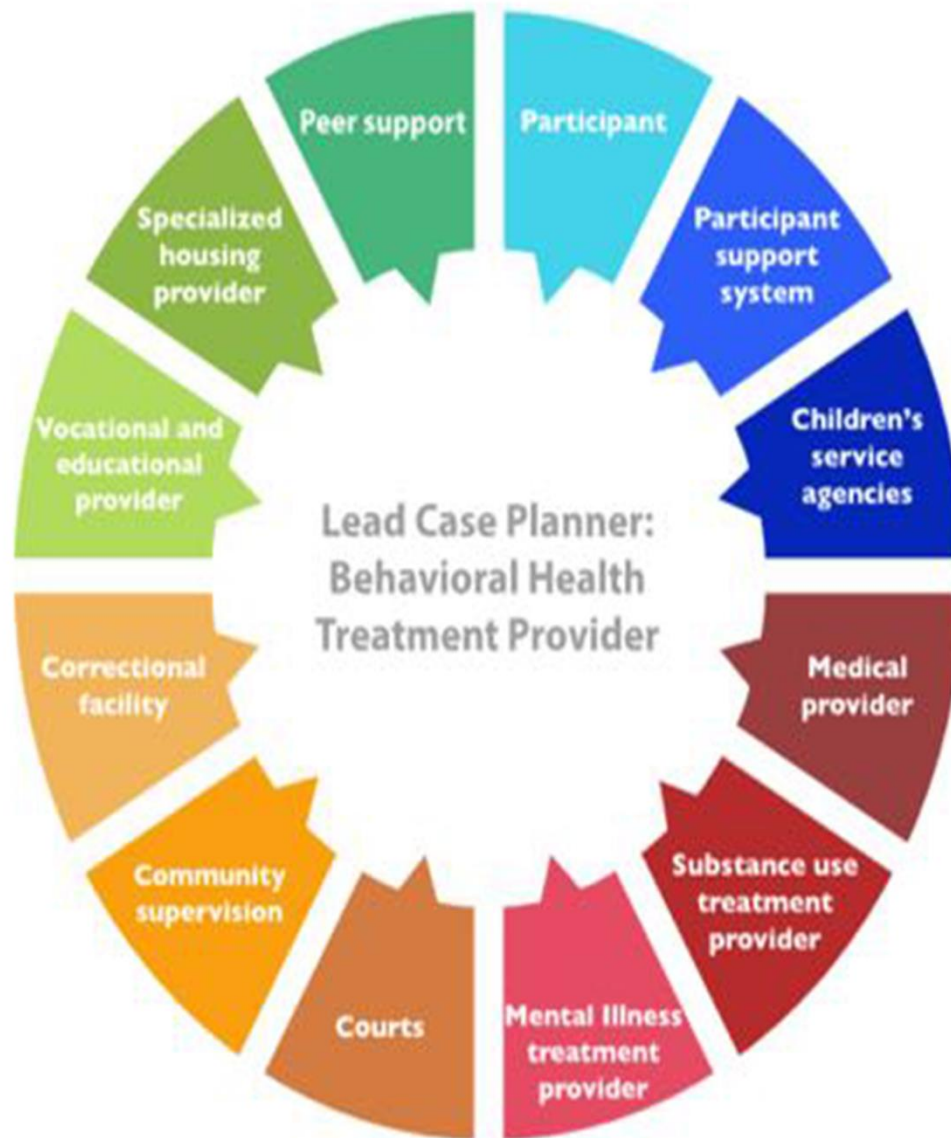 Peer support
Participant
Participant
support
system
Children's
service
agencies
Medical
provider
Substance use
treatment
provider
Mental Illness
treatment
provider
Courts
Community
supervision
Correctional
facility
Vocational and
educational
provider
Specialized
housing
provider
Lead Case Planner:
Behavioral Health
Treatment Provider